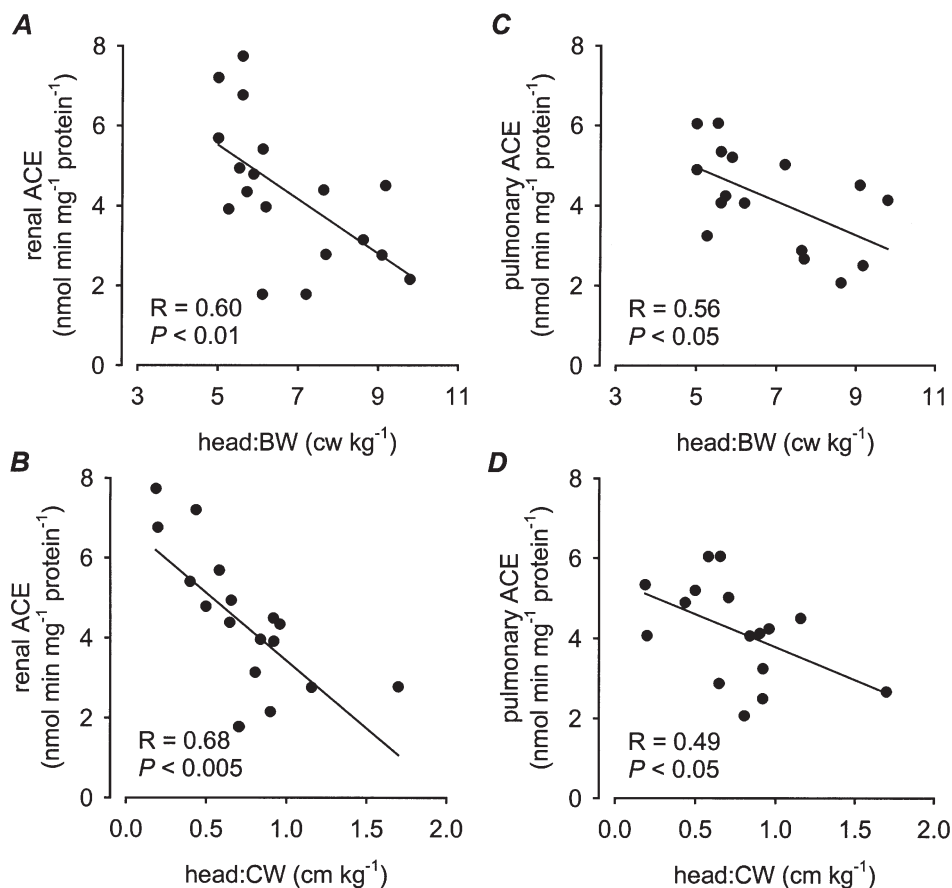 A
8
6
4
2
0
renal ACE
(nmol min mg⁻¹ protein⁻¹)
R = 0.60
P < 0.01
3 5 7 9 11
head:BW (cw kg⁻¹)
C
8
6
4
2
0
pulmonary ACE
(nmol min mg⁻¹ protein⁻¹)
R = 0.56
P < 0.05
3 5 7 9 11
head:BW (cw kg⁻¹)
B
8
6
4
2
0
renal ACE
(nmol min mg⁻¹ protein⁻¹)
R = 0.68
P < 0.005
0.0 0.5 1.0 1.5 2.0
head:CW (cm kg⁻¹)
D
8
6
4
2
0
pulmonary ACE
(nmol min mg⁻¹ protein⁻¹)
R = 0.49
P < 0.05
0.0 0.5 1.0 1.5 2.0
head:CW (cm kg⁻¹)